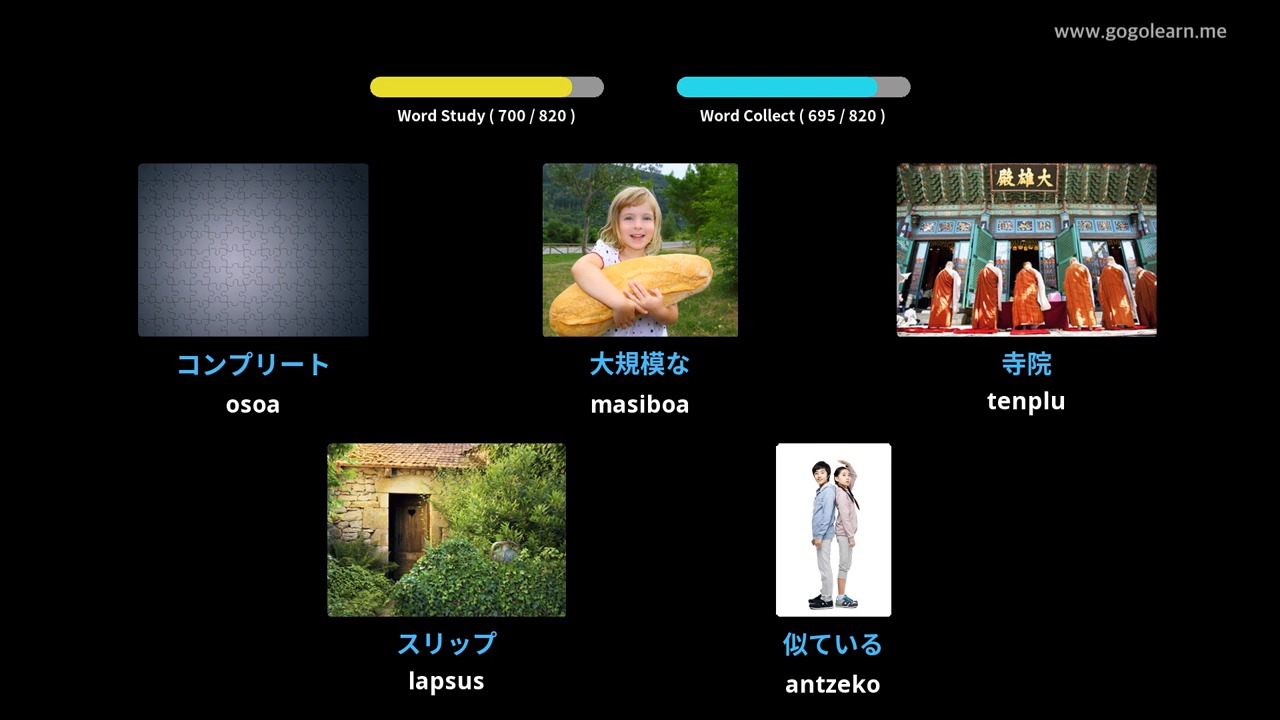 www.gogolearn.me
Word Study ( 700 / 820 )
Word Collect ( 695 / 820 )
大雄殿
コンプリート
osoa
大規模な
masiboa
寺院
tenplu
スリップ
lapsus
似ている
antzeko